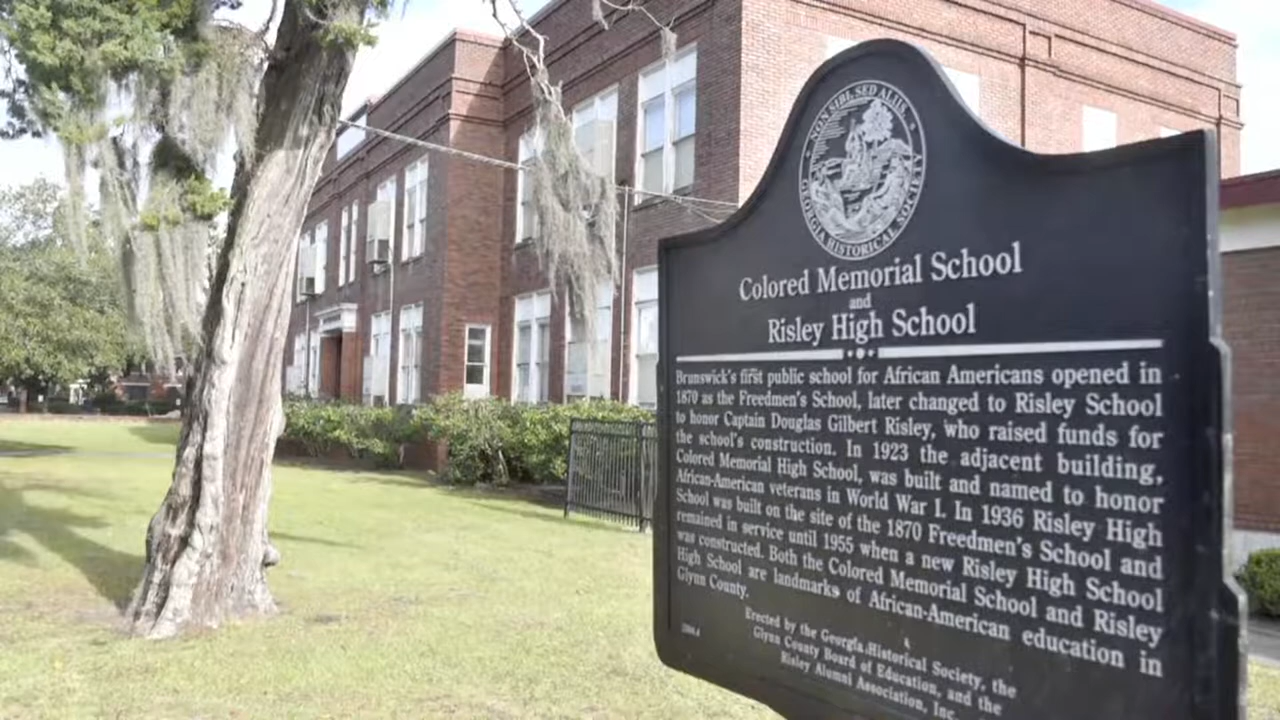 NON SIBI, SED ALIIS
GEORGIA HISTORICAL SOCIETY
Colored Memorial School
and
Risley High School
Brunswick's first public school for African Americans opened in
1870 as the Freedmen's School, later changed to Risley School
to honor Captain Douglas Gilbert Risley, who raised funds for
the school's construction. In 1923 the adjacent building,
Colored Memorial High School, was built and named to honor
African-American veterans in World War I. In 1936 Risley High
School was built on the site of the 1870 Freedmen's School and
remained in service until 1955 when a new Risley High School
was constructed. Both the Colored Memorial School and Risley
High School are landmarks of African-American education in
Glynn County.
Erected by the Georgia Historical Society, the
Glynn County Board of Education, and the
Risley Alumni Association, Inc.